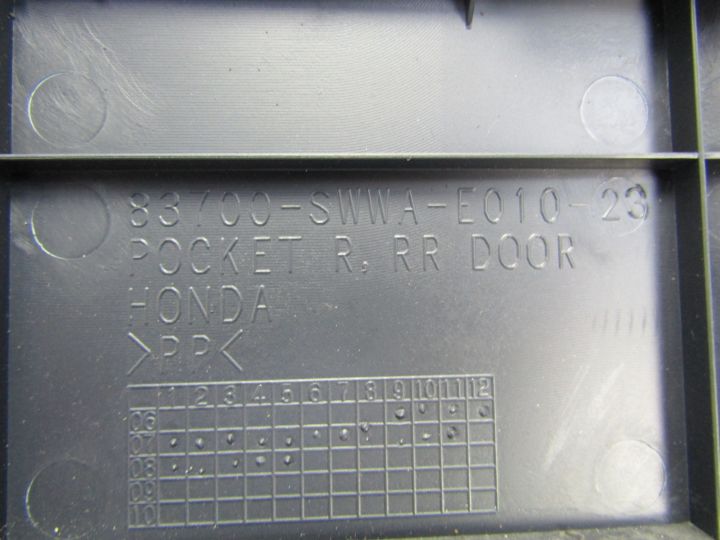 83700-SWWA-E010-23
POCKET R, RR DOOR
HONDA
>PP<
1 2 3 4 5 6 7 8 9 10 11 12
06
07
08
09
10